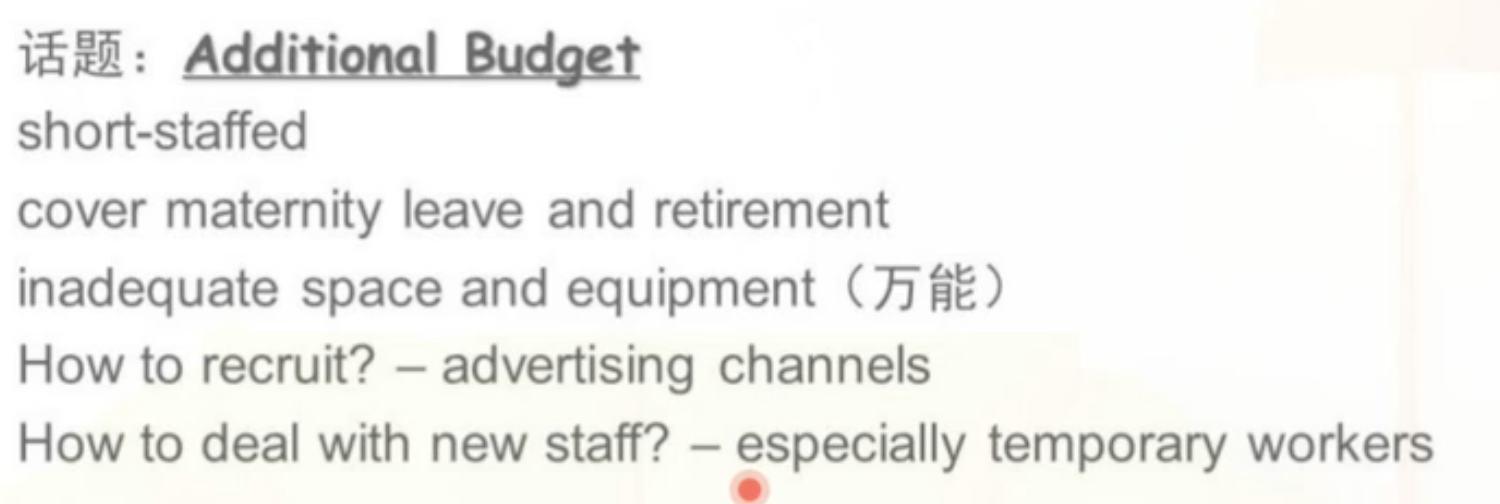 话题：Additional Budget
short-staffed
cover maternity leave and retirement
inadequate space and equipment（万能）
How to recruit? – advertising channels
How to deal with new staff? – especially temporary workers